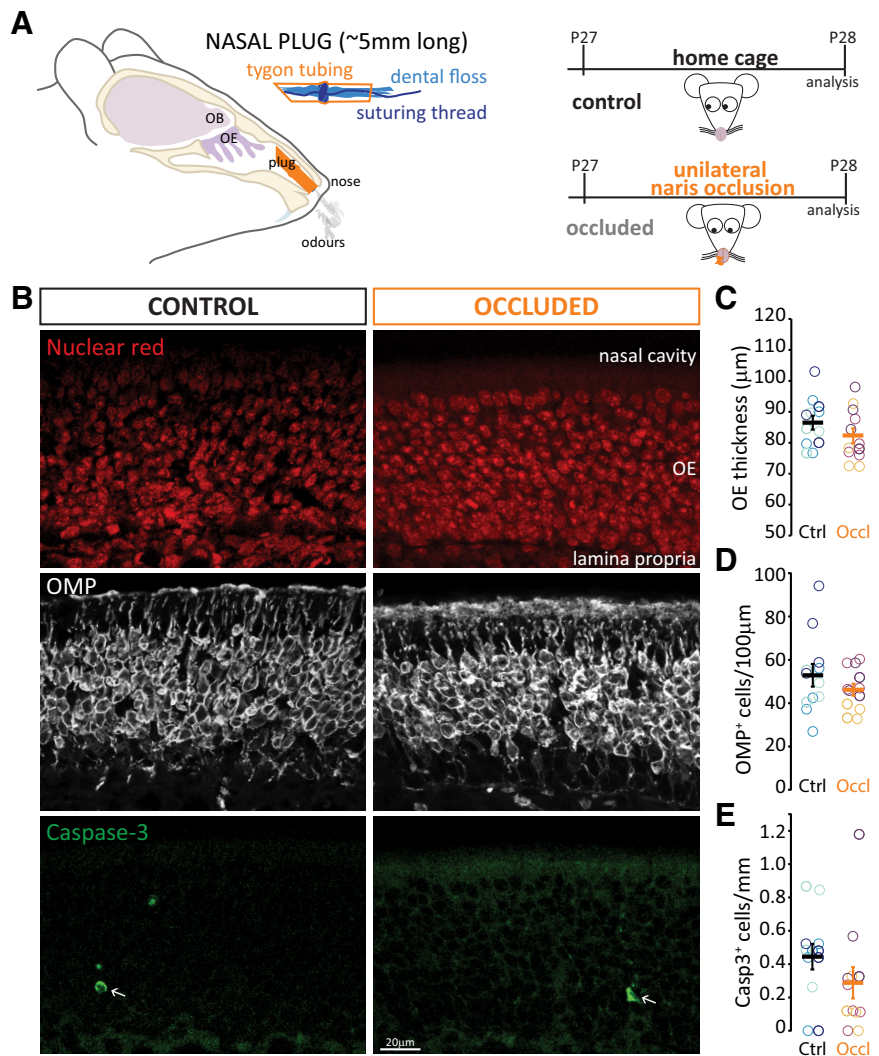 A
NASAL PLUG (~5mm long)
tygon tubing
dental floss
suturing thread
OB
OE
plug
nose
odours
P27
P28
home cage
analysis
control
P27
P28
unilateral
naris occlusion
analysis
occluded
B
CONTROL
OCCLUDED
Nuclear red
nasal cavity
OE
lamina propria
OMP
Caspase-3
20µm
C
OE thickness (µm)
120
110
100
90
80
70
60
50
Ctrl
Occl
D
OMP⁺ cells/100µm
100
80
60
40
20
0
Ctrl
Occl
E
Casp3⁺ cells/mm
1.2
1.0
0.8
0.6
0.4
0.2
0
Ctrl
Occl